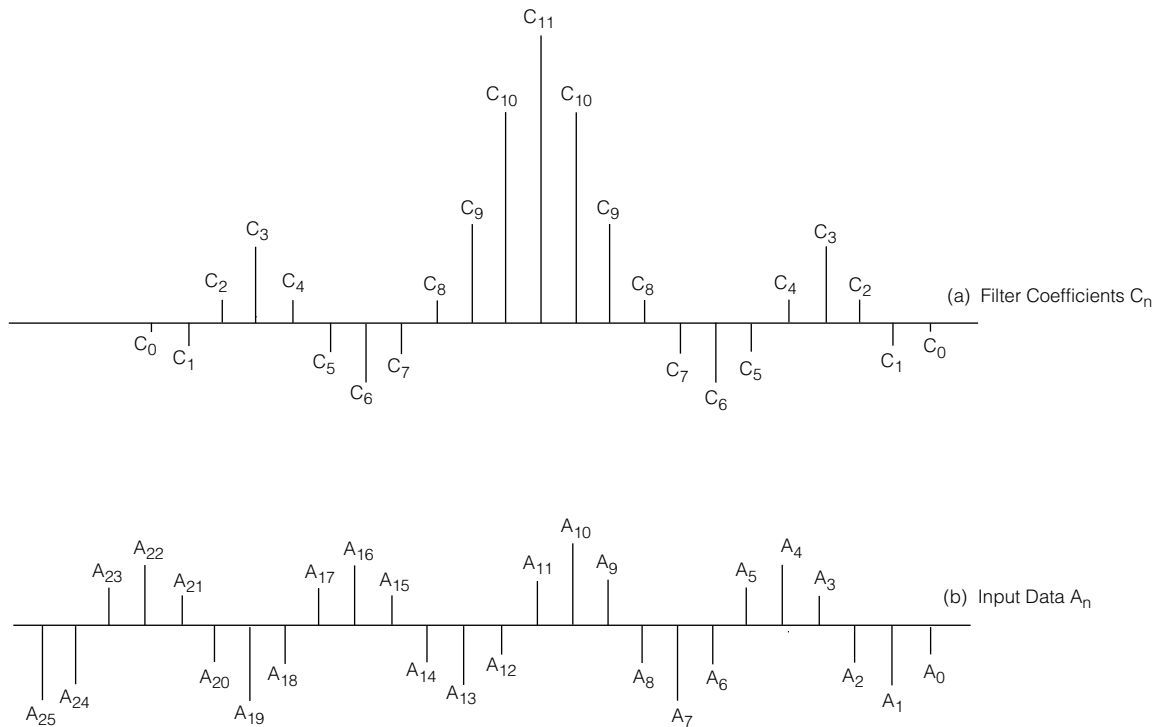 C11
C10 C10
C9 C9
C3 C3
C2 C4 C8 C8 C4 C2
(a) Filter Coefficients Cn
C0 C1 C5 C7 C7 C5 C1 C0
C6 C6
A10
A22 A16 A4
A23 A21 A17 A15 A11 A9 A5 A3
(b) Input Data An
A20 A18 A14 A12 A8 A6 A2 A0
A25 A24 A19 A13 A7 A1